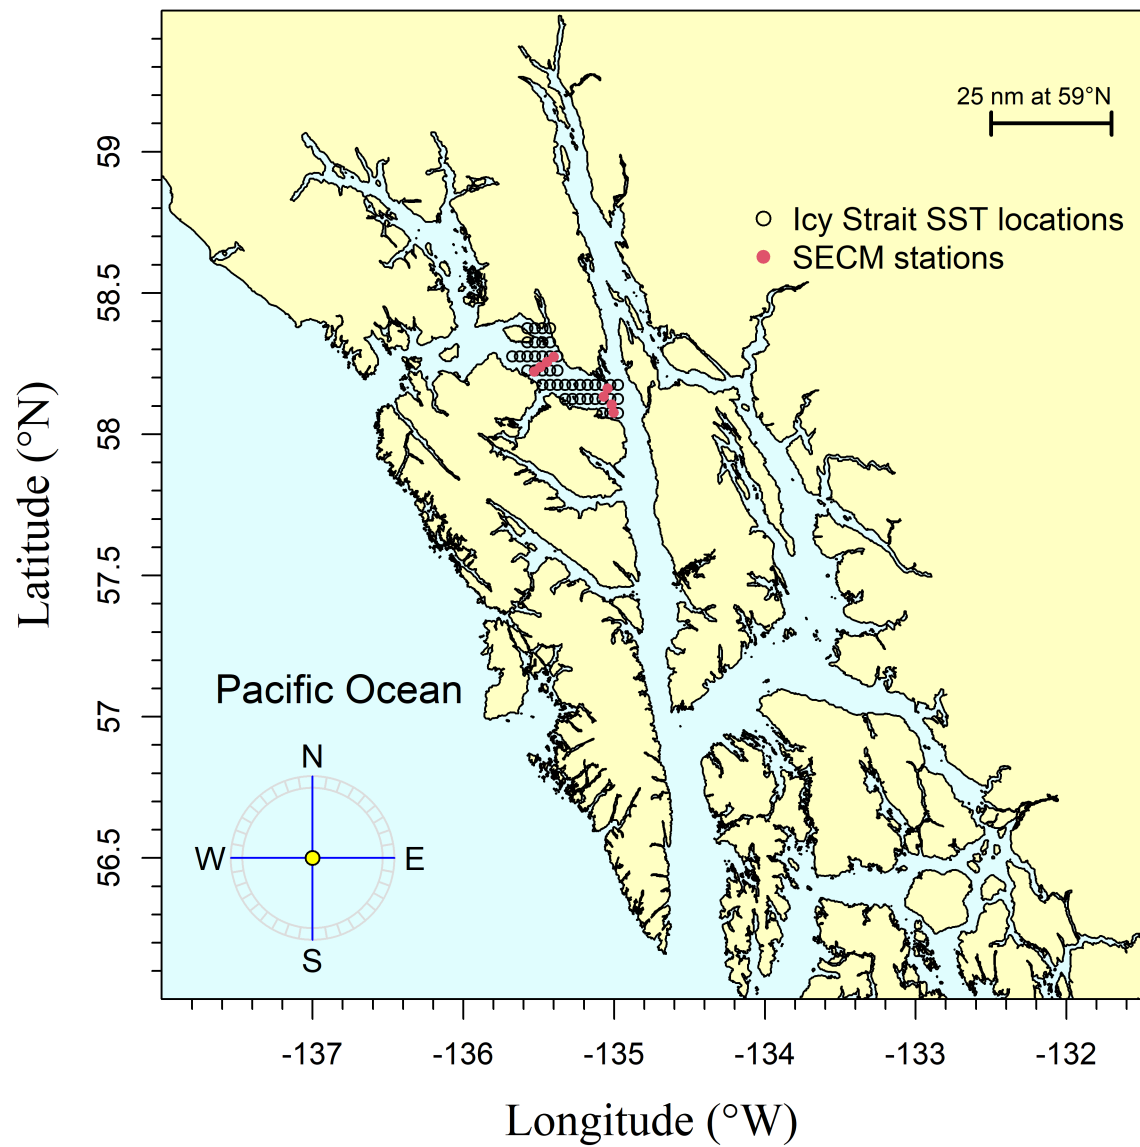 25 nm at 59°N
Icy Strait SST locations
SECM stations
Pacific Ocean
N
W
E
S
Latitude (°N)
59
58.5
58
57.5
57
56.5
-137
-136
-135
-134
-133
-132
Longitude (°W)